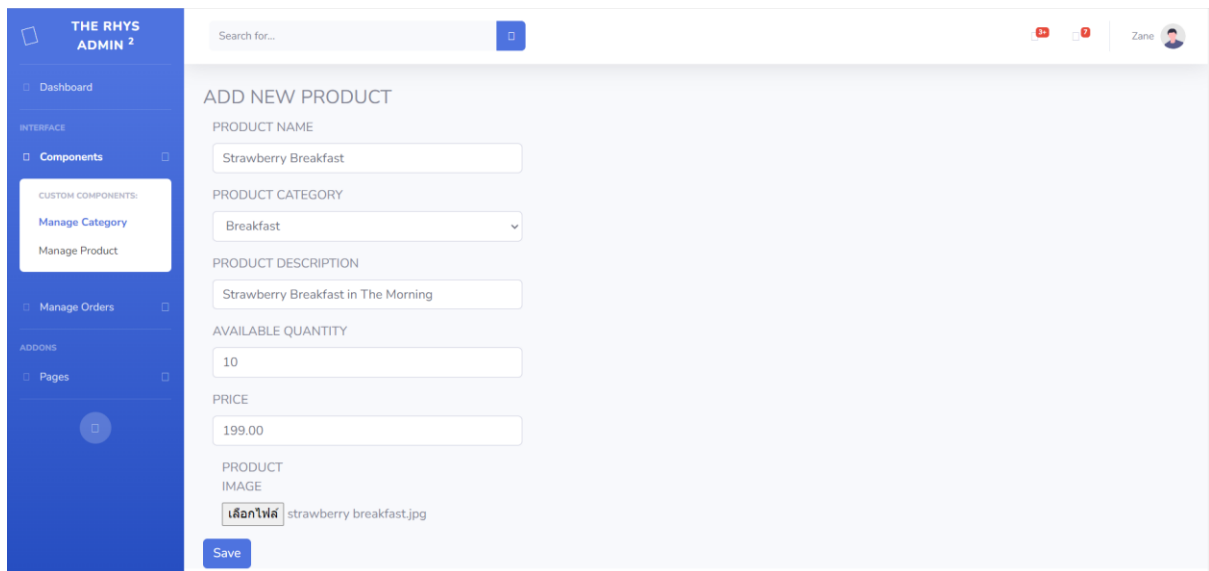 THE RHYS
ADMIN 2
Search for...
3+
7
Zane
Dashboard
INTERFACE
Components
CUSTOM COMPONENTS:
Manage Category
Manage Product
Manage Orders
ADDONS
Pages
ADD NEW PRODUCT
PRODUCT NAME
Strawberry Breakfast
PRODUCT CATEGORY
Breakfast
PRODUCT DESCRIPTION
Strawberry Breakfast in The Morning
AVAILABLE QUANTITY
10
PRICE
199.00
PRODUCT
IMAGE
เลือกไฟล์ strawberry breakfast.jpg
Save